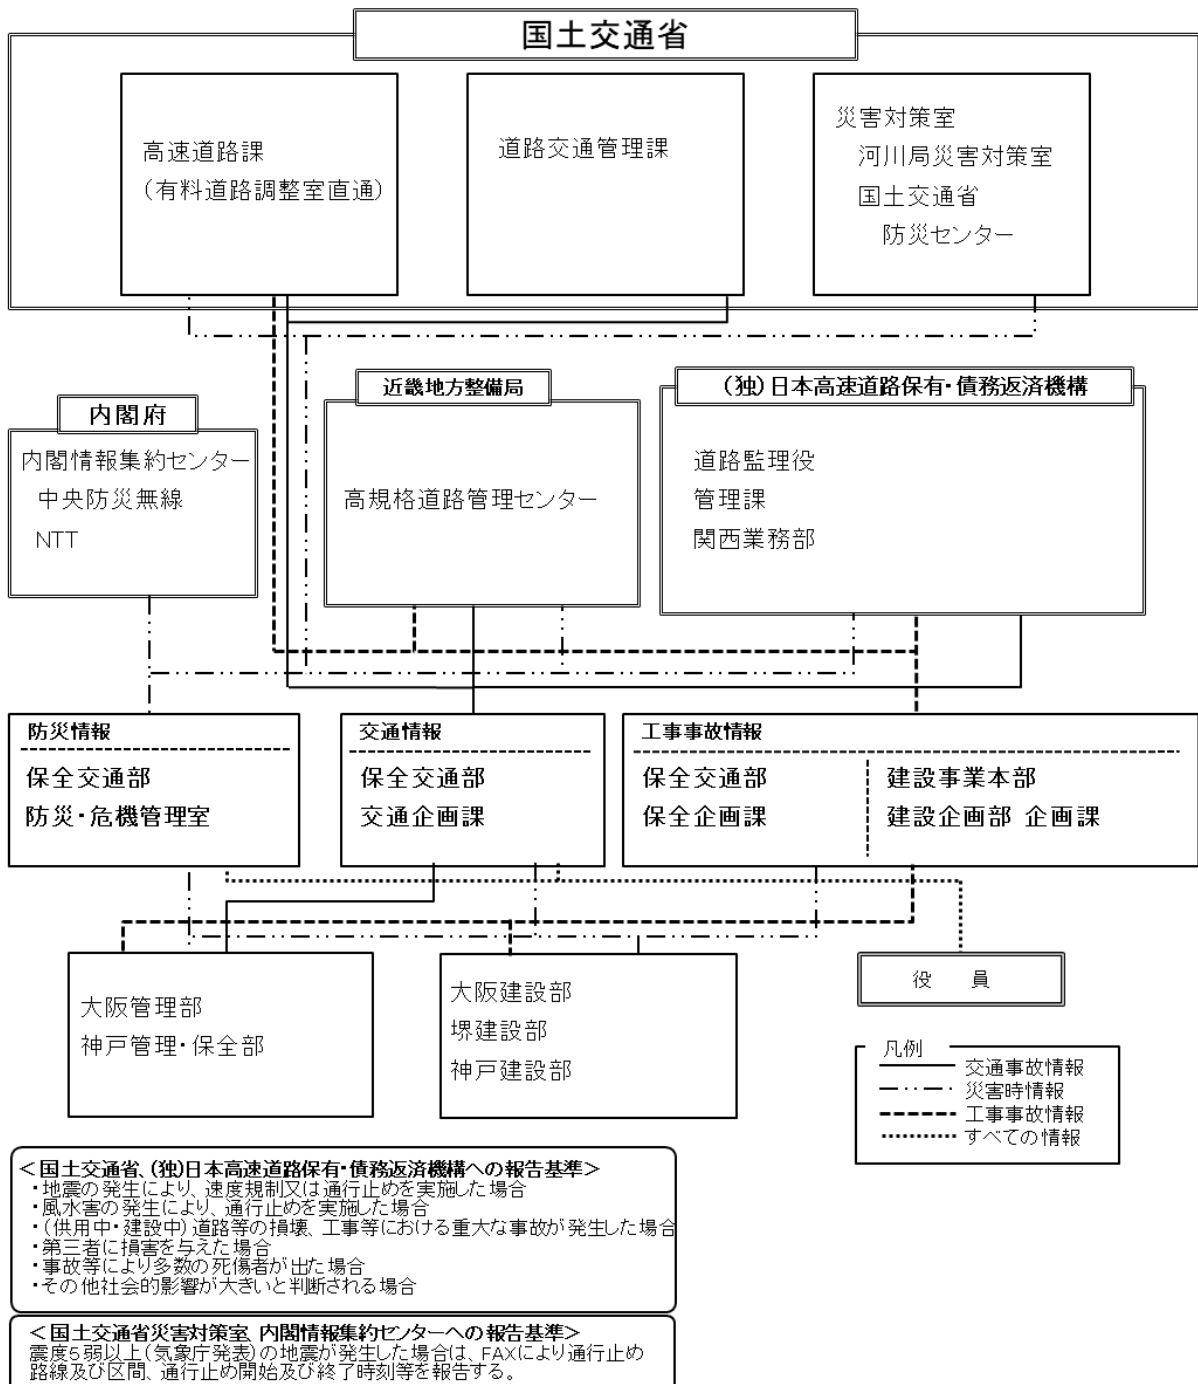 国土交通省
高速道路課
(有料道路調整室直通)
道路交通管理課
災害対策室
河川局災害対策室
国土交通省
防災センター
内閣府
内閣情報集約センター
中央防災無線
NTT
近畿地方整備局
高規格道路管理センター
(独)日本高速道路保有・債務返済機構
道路監理役
管理課
関西業務部
防災情報
保全交通部
防災・危機管理室
交通情報
保全交通部
交通企画課
工事事故情報
保全交通部
保全企画課
建設事業本部
建設企画部 企画課
大阪管理部
神戸管理・保全部
大阪建設部
堺建設部
神戸建設部
役 員
凡例
交通事故情報
災害時情報
工事事故情報
すべての情報
<国土交通省、(独)日本高速道路保有・債務返済機構への報告基準>
・地震の発生により、速度規制又は通行止めを実施した場合
・風水害の発生により、通行止めを実施した場合
・(供用中・建設中)道路等の損壊、工事等における重大な事故が発生した場合
・第三者に損害を与えた場合
・事故等により多数の死傷者が出た場合
・その他社会的影響が大きいと判断される場合
<国土交通省災害対策室、内閣情報集約センターへの報告基準>
震度5弱以上(気象庁発表)の地震が発生した場合は、FAXにより通行止め
路線及び区間、通行止め開始及び終了時刻等を報告する。